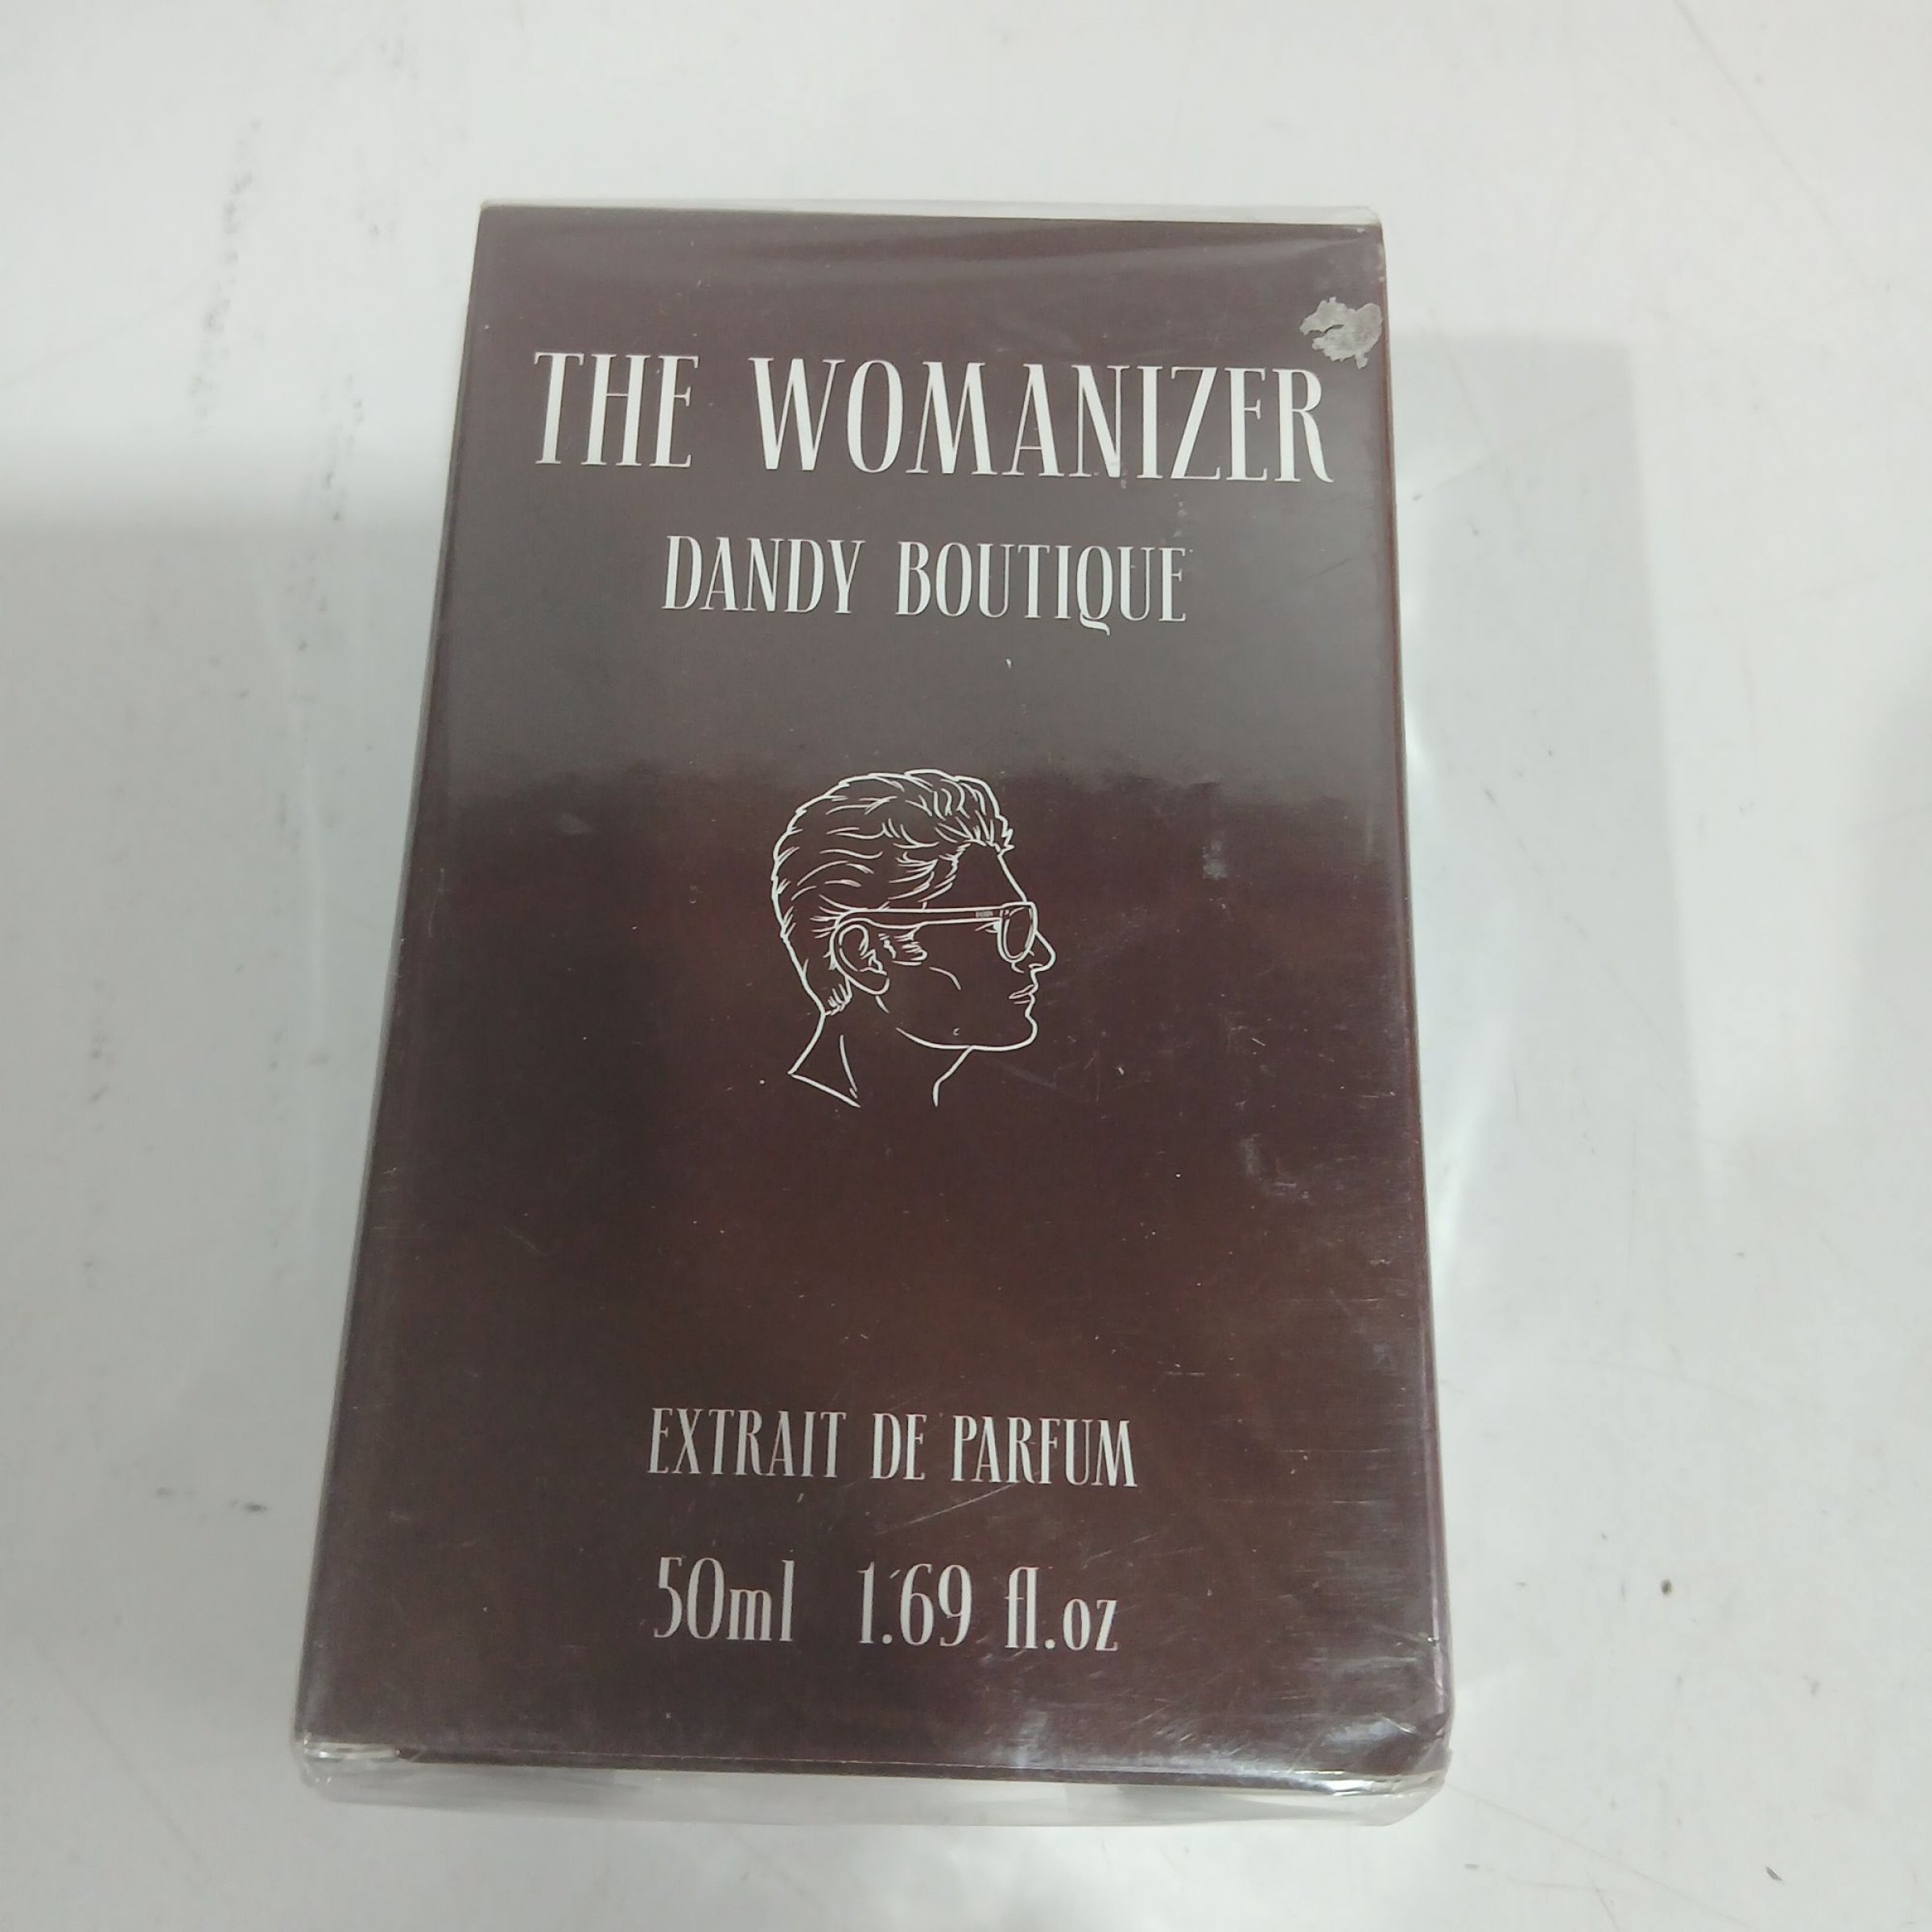 THE WOMANIZER
DANDY BOUTIQUE
EXTRAIT DE PARFUM
50ml 1.69 fl.oz